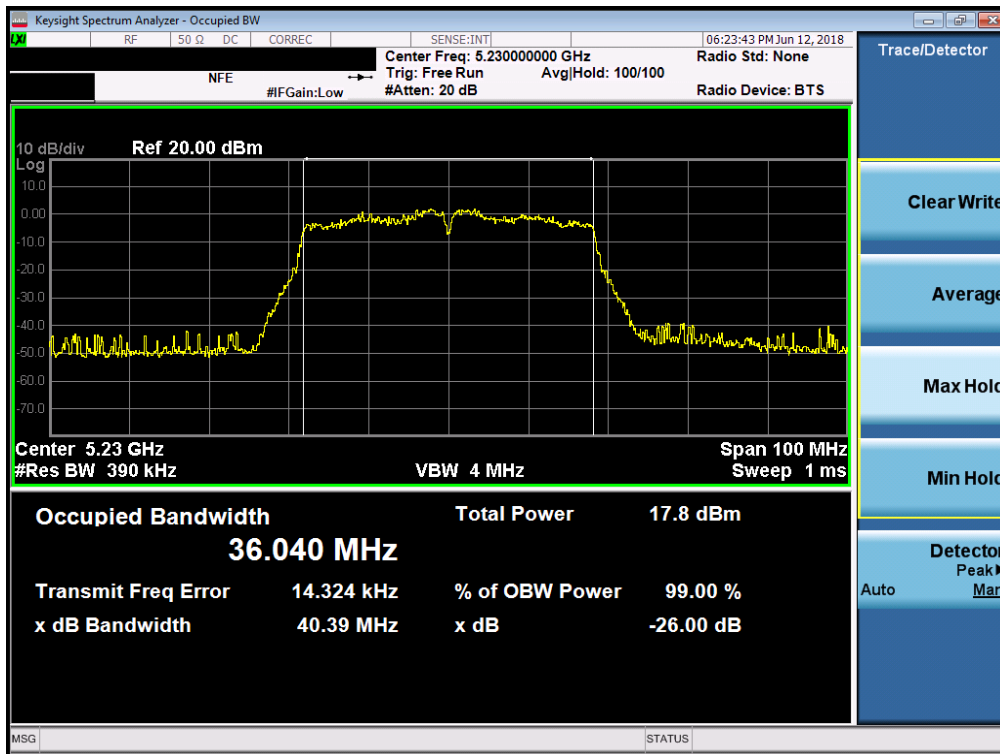 Keysight Spectrum Analyzer - Occupied BW
LXI RF 50 Ω DC CORREC SENSE:INT 06:23:43 PM Jun 12, 2018
Center Freq: 5.230000000 GHz Radio Std: None
NFE Trig: Free Run Avg|Hold: 100/100
#IFGain:Low #Atten: 20 dB Radio Device: BTS
10 dB/div Ref 20.00 dBm
Log
10.0
0.00
-10.0
-20.0
-30.0
-40.0
-50.0
-60.0
-70.0
Center 5.23 GHz Span 100 MHz
#Res BW 390 kHz VBW 4 MHz Sweep 1 ms
Occupied Bandwidth Total Power 17.8 dBm
36.040 MHz
Transmit Freq Error 14.324 kHz % of OBW Power 99.00 %
x dB Bandwidth 40.39 MHz x dB -26.00 dB
Trace/Detector
Clear Write
Average
Max Hold
Min Hold
Detector
Peak
Auto Man
MSG STATUS